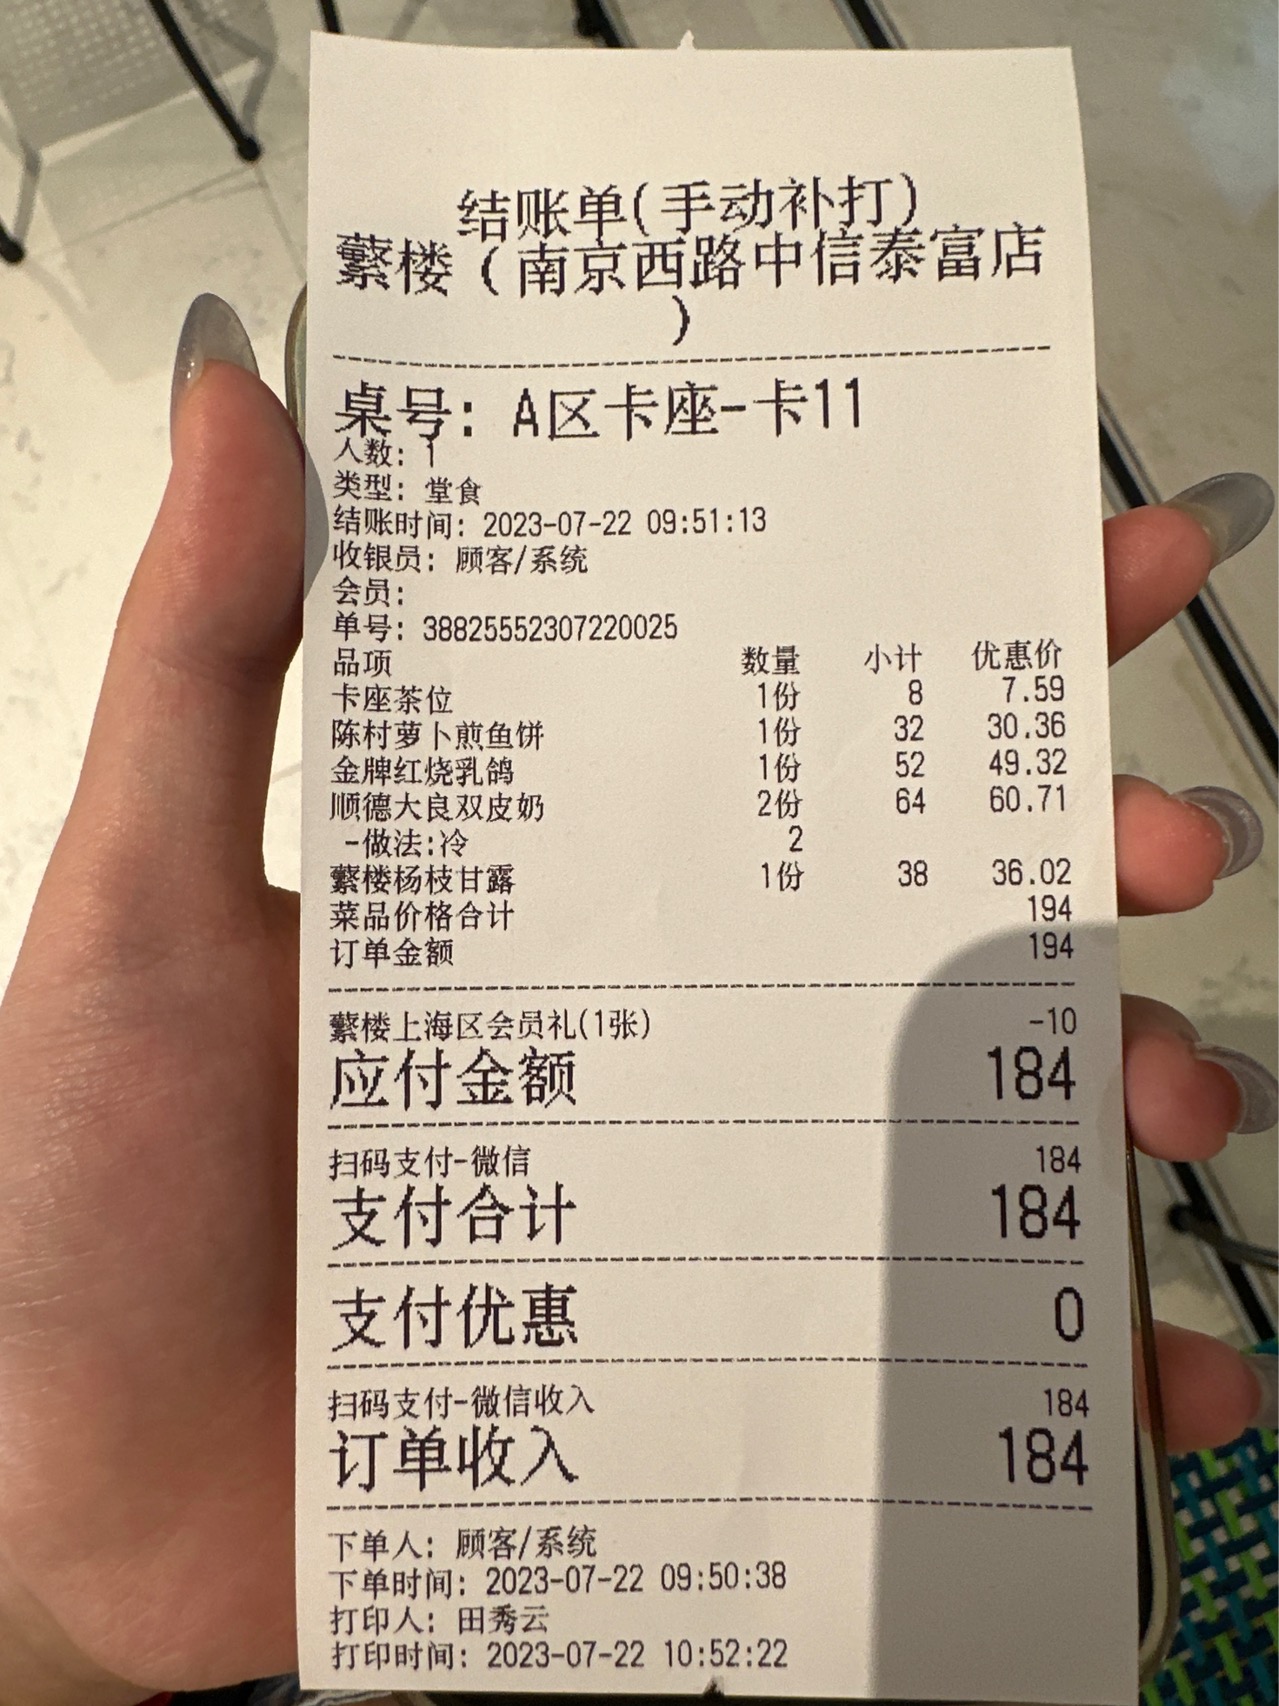 结账单(手动补打)
蘩楼（南京西路中信泰富店
）
桌号: A区卡座-卡11
人数: 1
类型: 堂食
结账时间: 2023-07-22 09:51:13
收银员: 顾客/系统
会员:
单号: 38825552307220025
品项 数量 小计 优惠价
卡座茶位 1份 8 7.59
陈村萝卜煎鱼饼 1份 32 30.36
金牌红烧乳鸽 1份 52 49.32
顺德大良双皮奶 2份 64 60.71
-做法:冷 2
蘩楼杨枝甘露 1份 38 36.02
菜品价格合计 194
订单金额 194
蘩楼上海区会员礼(1张) -10
应付金额 184
扫码支付-微信 184
支付合计 184
支付优惠 0
扫码支付-微信收入 184
订单收入 184
下单人: 顾客/系统
下单时间: 2023-07-22 09:50:38
打印人: 田秀云
打印时间: 2023-07-22 10:52:22